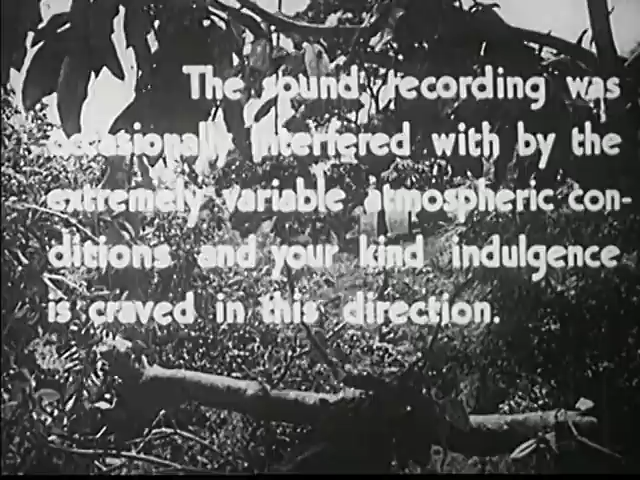 The sound recording was
occasionally interfered with by the
extremely variable atmospheric con-
ditions and your kind indulgence
is craved in this direction.